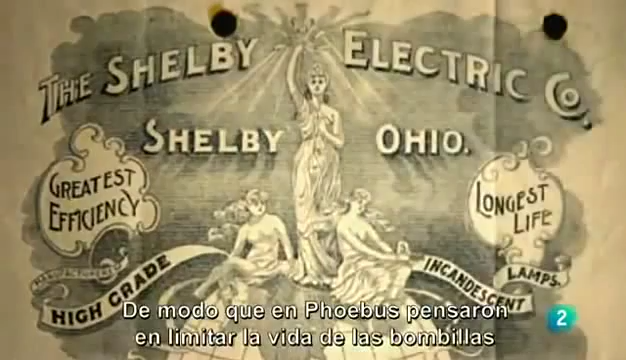 THE SHELBY ELECTRIC CO.
SHELBY OHIO.
GREATEST
EFFICIENCY
LONGEST
LIFE
MANUFACTURERS OF
HIGH GRADE
INCANDESCENT
LAMPS.
De modo que en Phoebus pensaron
en limitar la vida de las bombillas
2